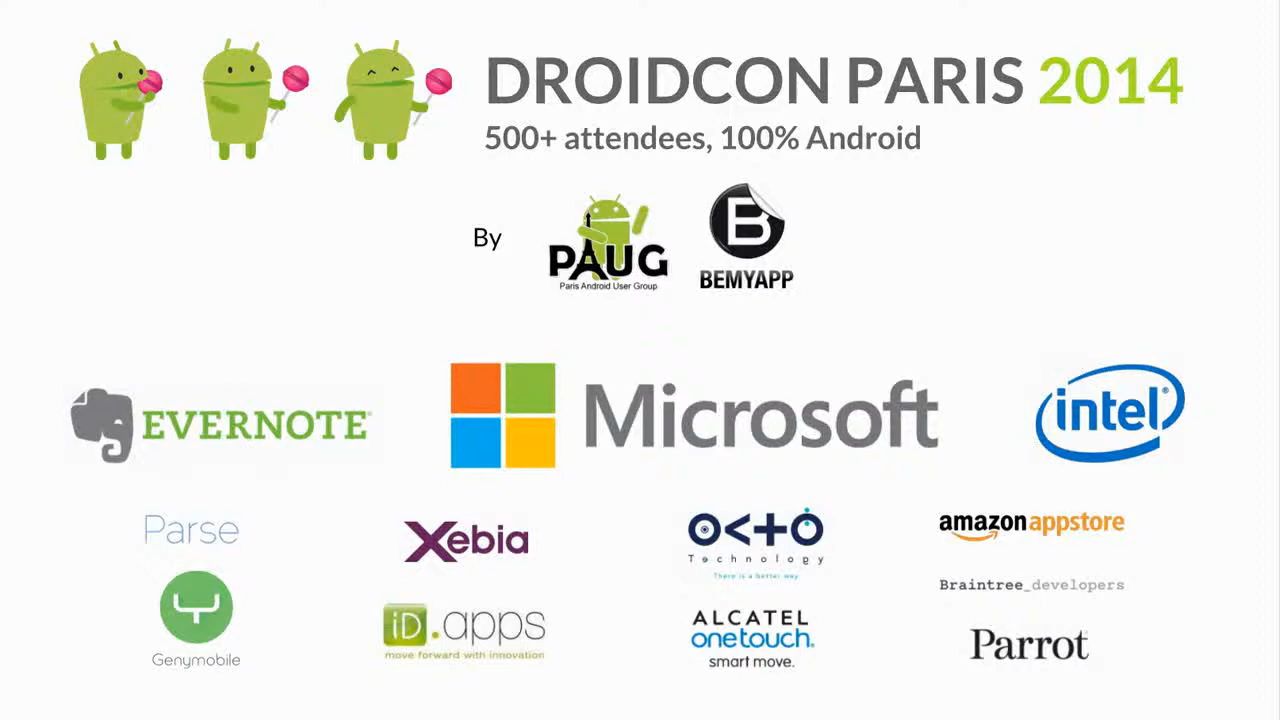 DROIDCON PARIS 2014
500+ attendees, 100% Android
By
PAUG
Paris Android User Group
B
BEMYAPP
EVERNOTE®
Microsoft
intel®
Parse
Xebia
OCTO
Technology
There is a better way
amazon appstore
Braintree_developers
Genymobile
iD.apps
move forward with innovation
ALCATEL
onetouch®
smart move.
Parrot